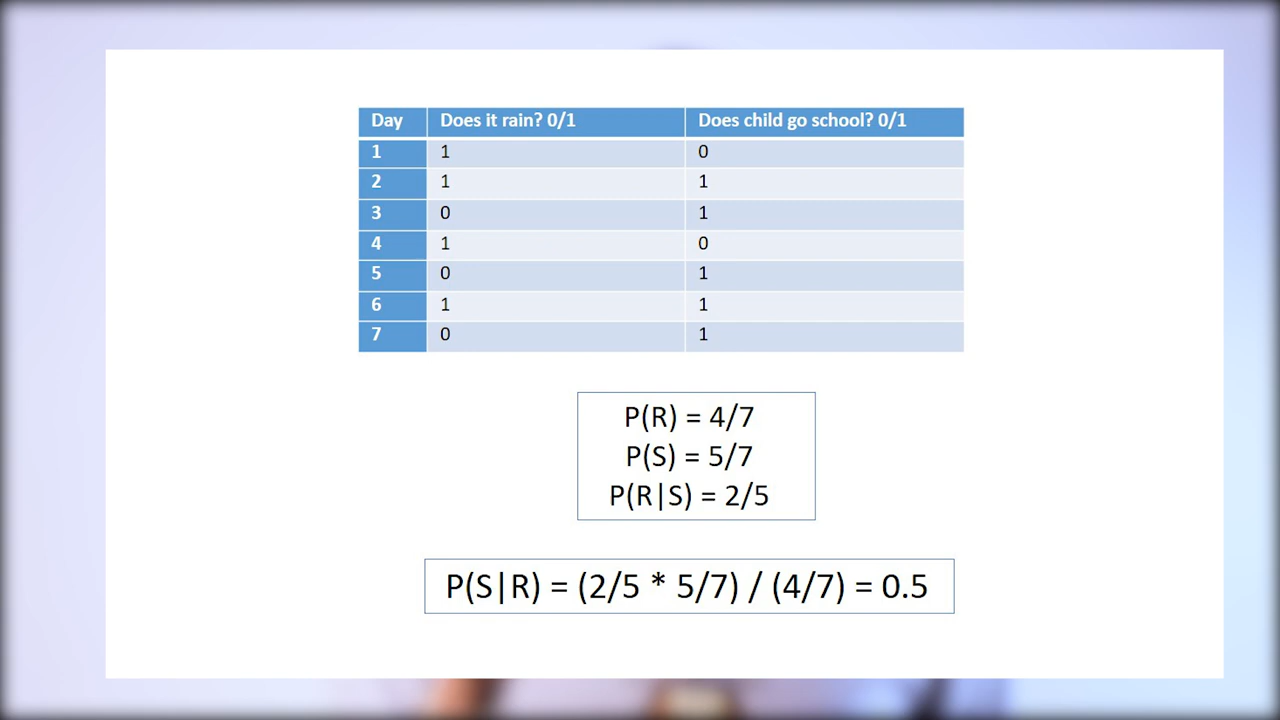 Day Does it rain? 0/1 Does child go school? 0/1
1 1 0
2 1 1
3 0 1
4 1 0
5 0 1
6 1 1
7 0 1
P(R) = 4/7
P(S) = 5/7
P(R|S) = 2/5
P(S|R) = (2/5 * 5/7) / (4/7) = 0.5